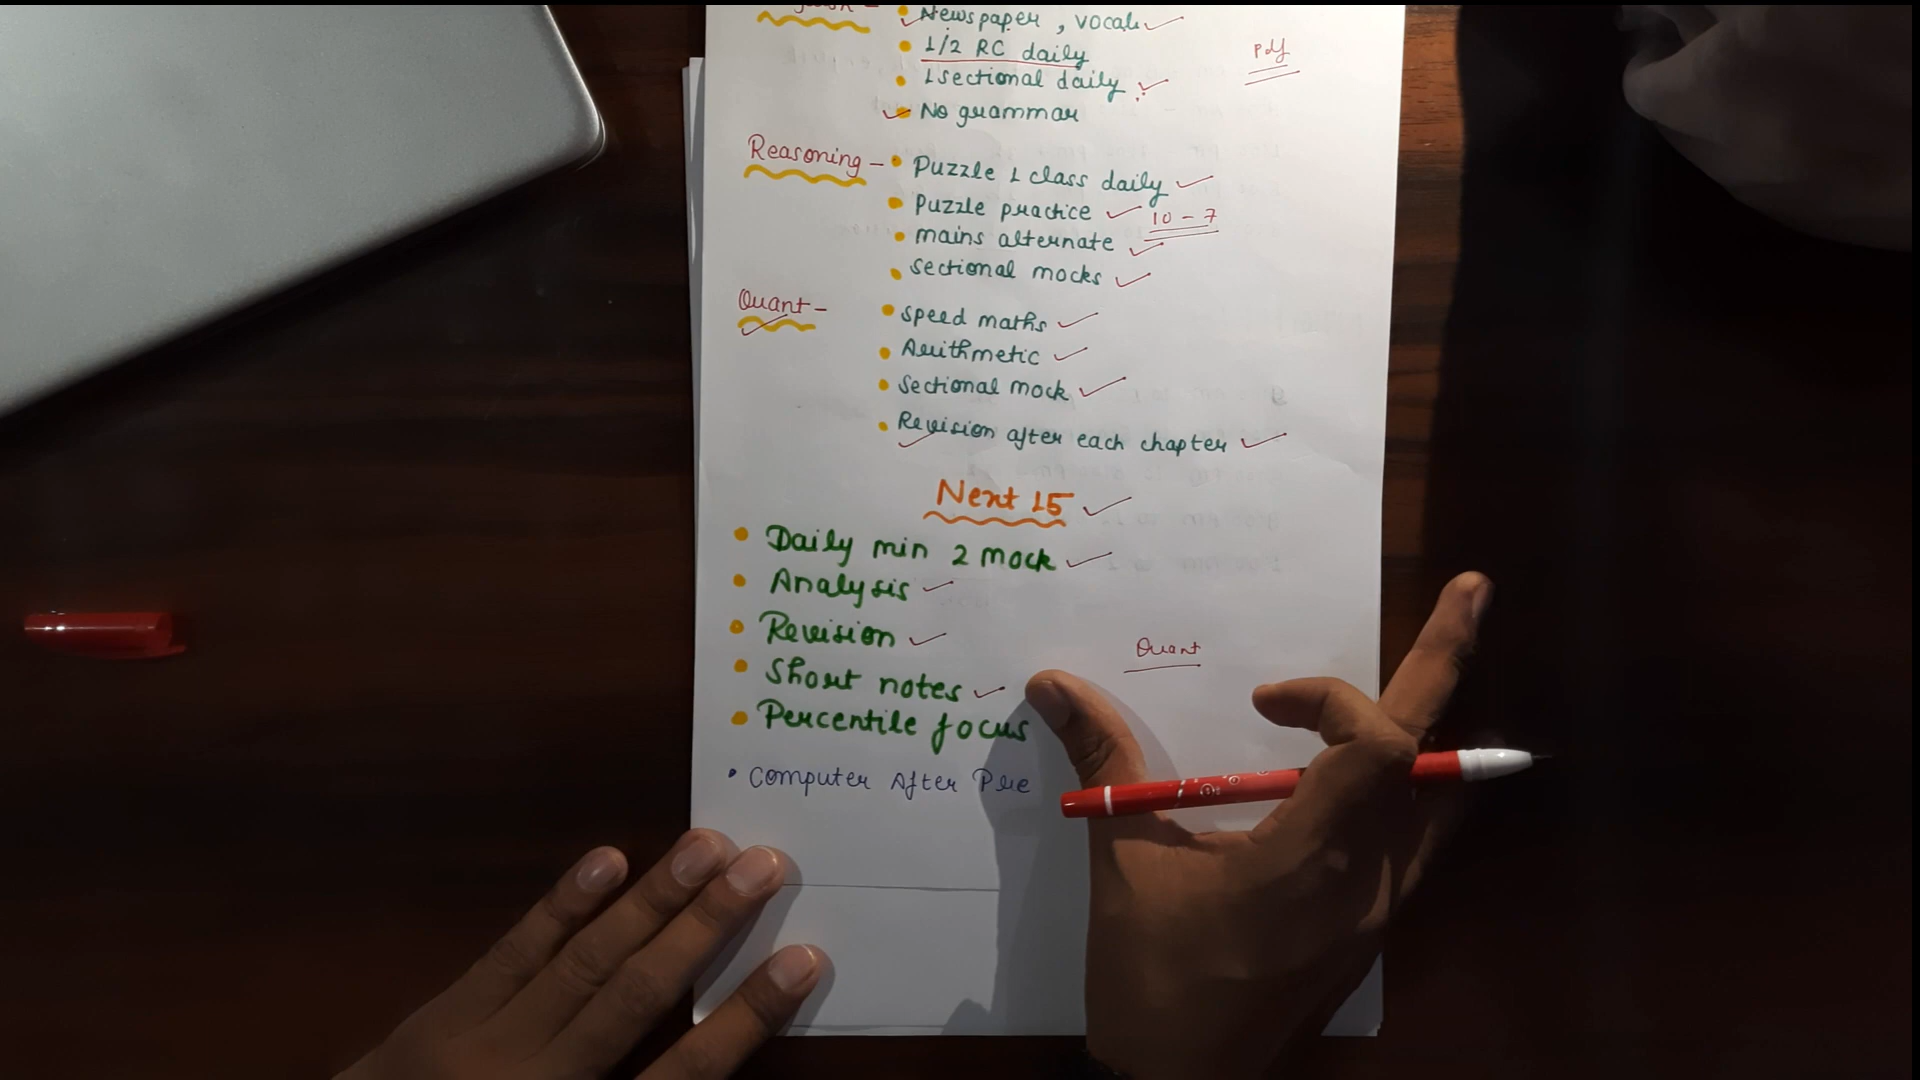 Newspaper, vocab
1/2 RC daily
pdf
1 sectional daily
No grammar
Reasoning - Puzzle 1 class daily
Puzzle practice 10-7
mains alternate
Sectional mocks
Quant - speed maths
Arithmetic
Sectional mock
Revision after each chapter
Next 15
Daily min 2 mock
Analysis
Revision
Quant
Short notes
Percentile focus
Computer After Pre